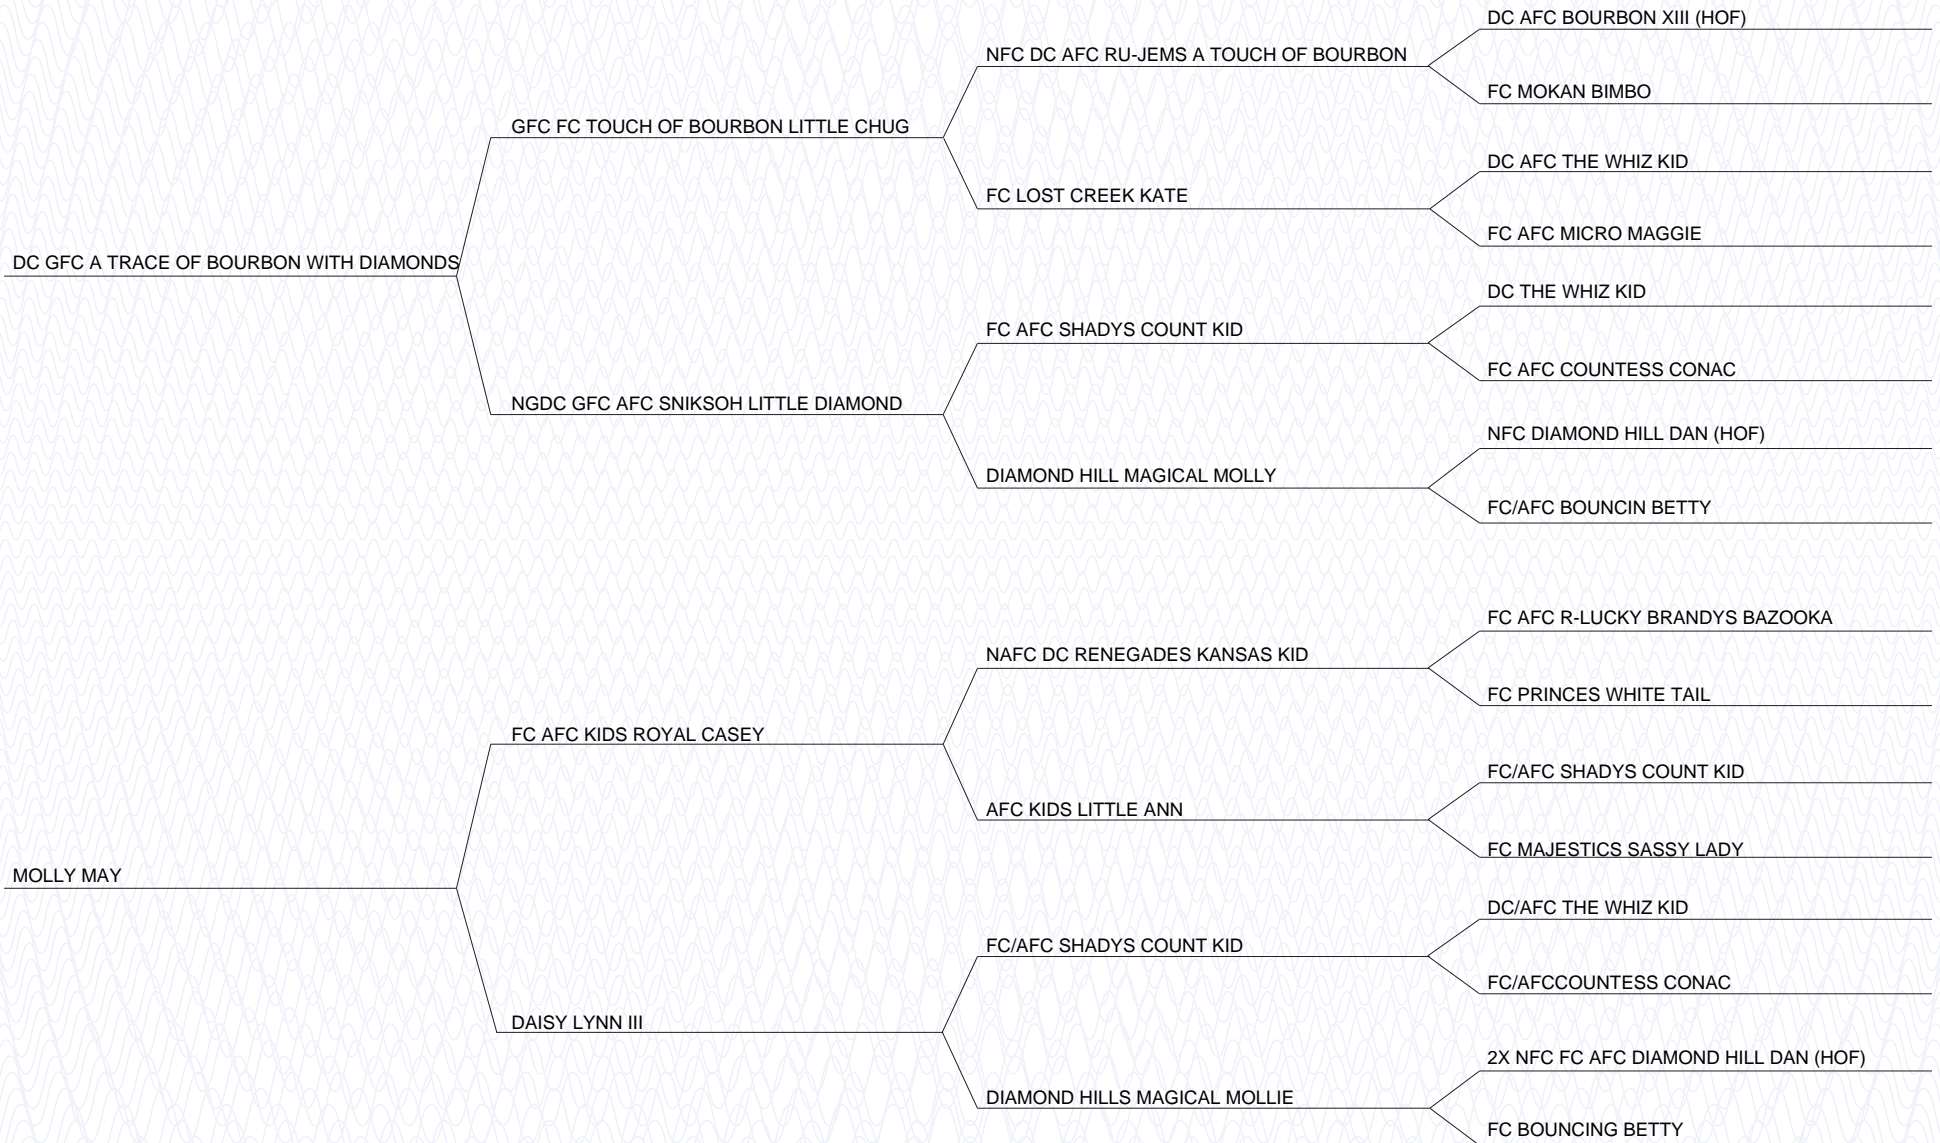 DC AFC BOURBON XIII (HOF)
NFC DC AFC RU-JEMS A TOUCH OF BOURBON
FC MOKAN BIMBO
GFC FC TOUCH OF BOURBON LITTLE CHUG
DC AFC THE WHIZ KID
FC LOST CREEK KATE
FC AFC MICRO MAGGIE
DC GFC A TRACE OF BOURBON WITH DIAMONDS
DC THE WHIZ KID
FC AFC SHADYS COUNT KID
FC AFC COUNTESS CONAC
NGDC GFC AFC SNIKSOH LITTLE DIAMOND
NFC DIAMOND HILL DAN (HOF)
DIAMOND HILL MAGICAL MOLLY
FC/AFC BOUNCIN BETTY
FC AFC R-LUCKY BRANDYS BAZOOKA
NAFC DC RENEGADES KANSAS KID
FC PRINCES WHITE TAIL
FC AFC KIDS ROYAL CASEY
FC/AFC SHADYS COUNT KID
AFC KIDS LITTLE ANN
FC MAJESTICS SASSY LADY
MOLLY MAY
DC/AFC THE WHIZ KID
FC/AFC SHADYS COUNT KID
FC/AFCCOUNTESS CONAC
DAISY LYNN III
2X NFC FC AFC DIAMOND HILL DAN (HOF)
DIAMOND HILLS MAGICAL MOLLIE
FC BOUNCING BETTY